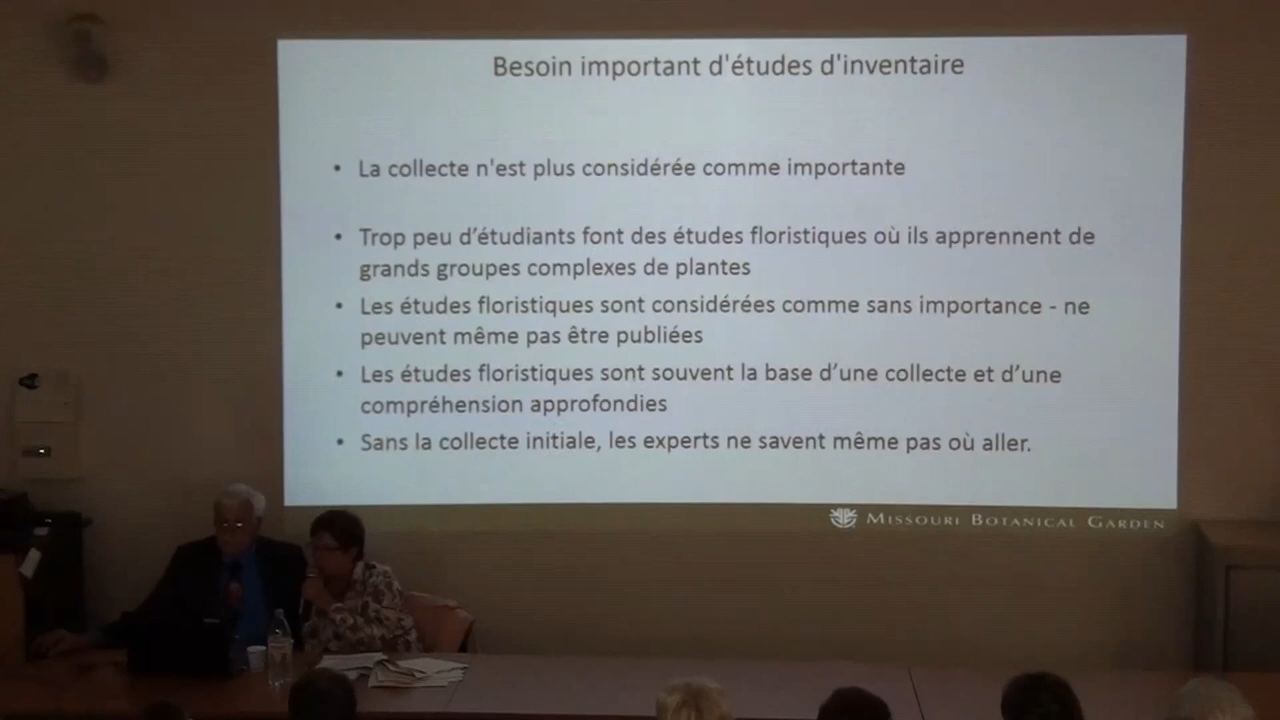 Besoin important d'études d'inventaire
• La collecte n'est plus considérée comme importante
• Trop peu d’étudiants font des études floristiques où ils apprennent de
grands groupes complexes de plantes
• Les études floristiques sont considérées comme sans importance - ne
peuvent même pas être publiées
• Les études floristiques sont souvent la base d’une collecte et d’une
compréhension approfondies
• Sans la collecte initiale, les experts ne savent même pas où aller.
MISSOURI BOTANICAL GARDEN